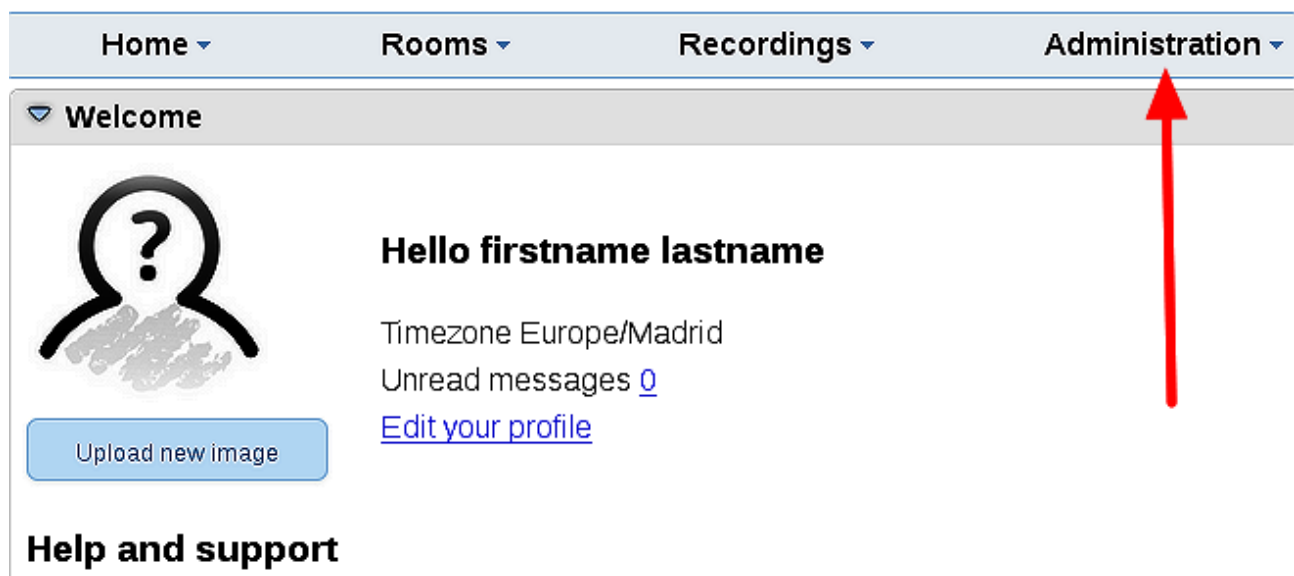 Home Rooms Recordings Administration
Welcome
?
Hello firstname lastname
Timezone Europe/Madrid
Unread messages 0
Edit your profile
Upload new image
Help and support